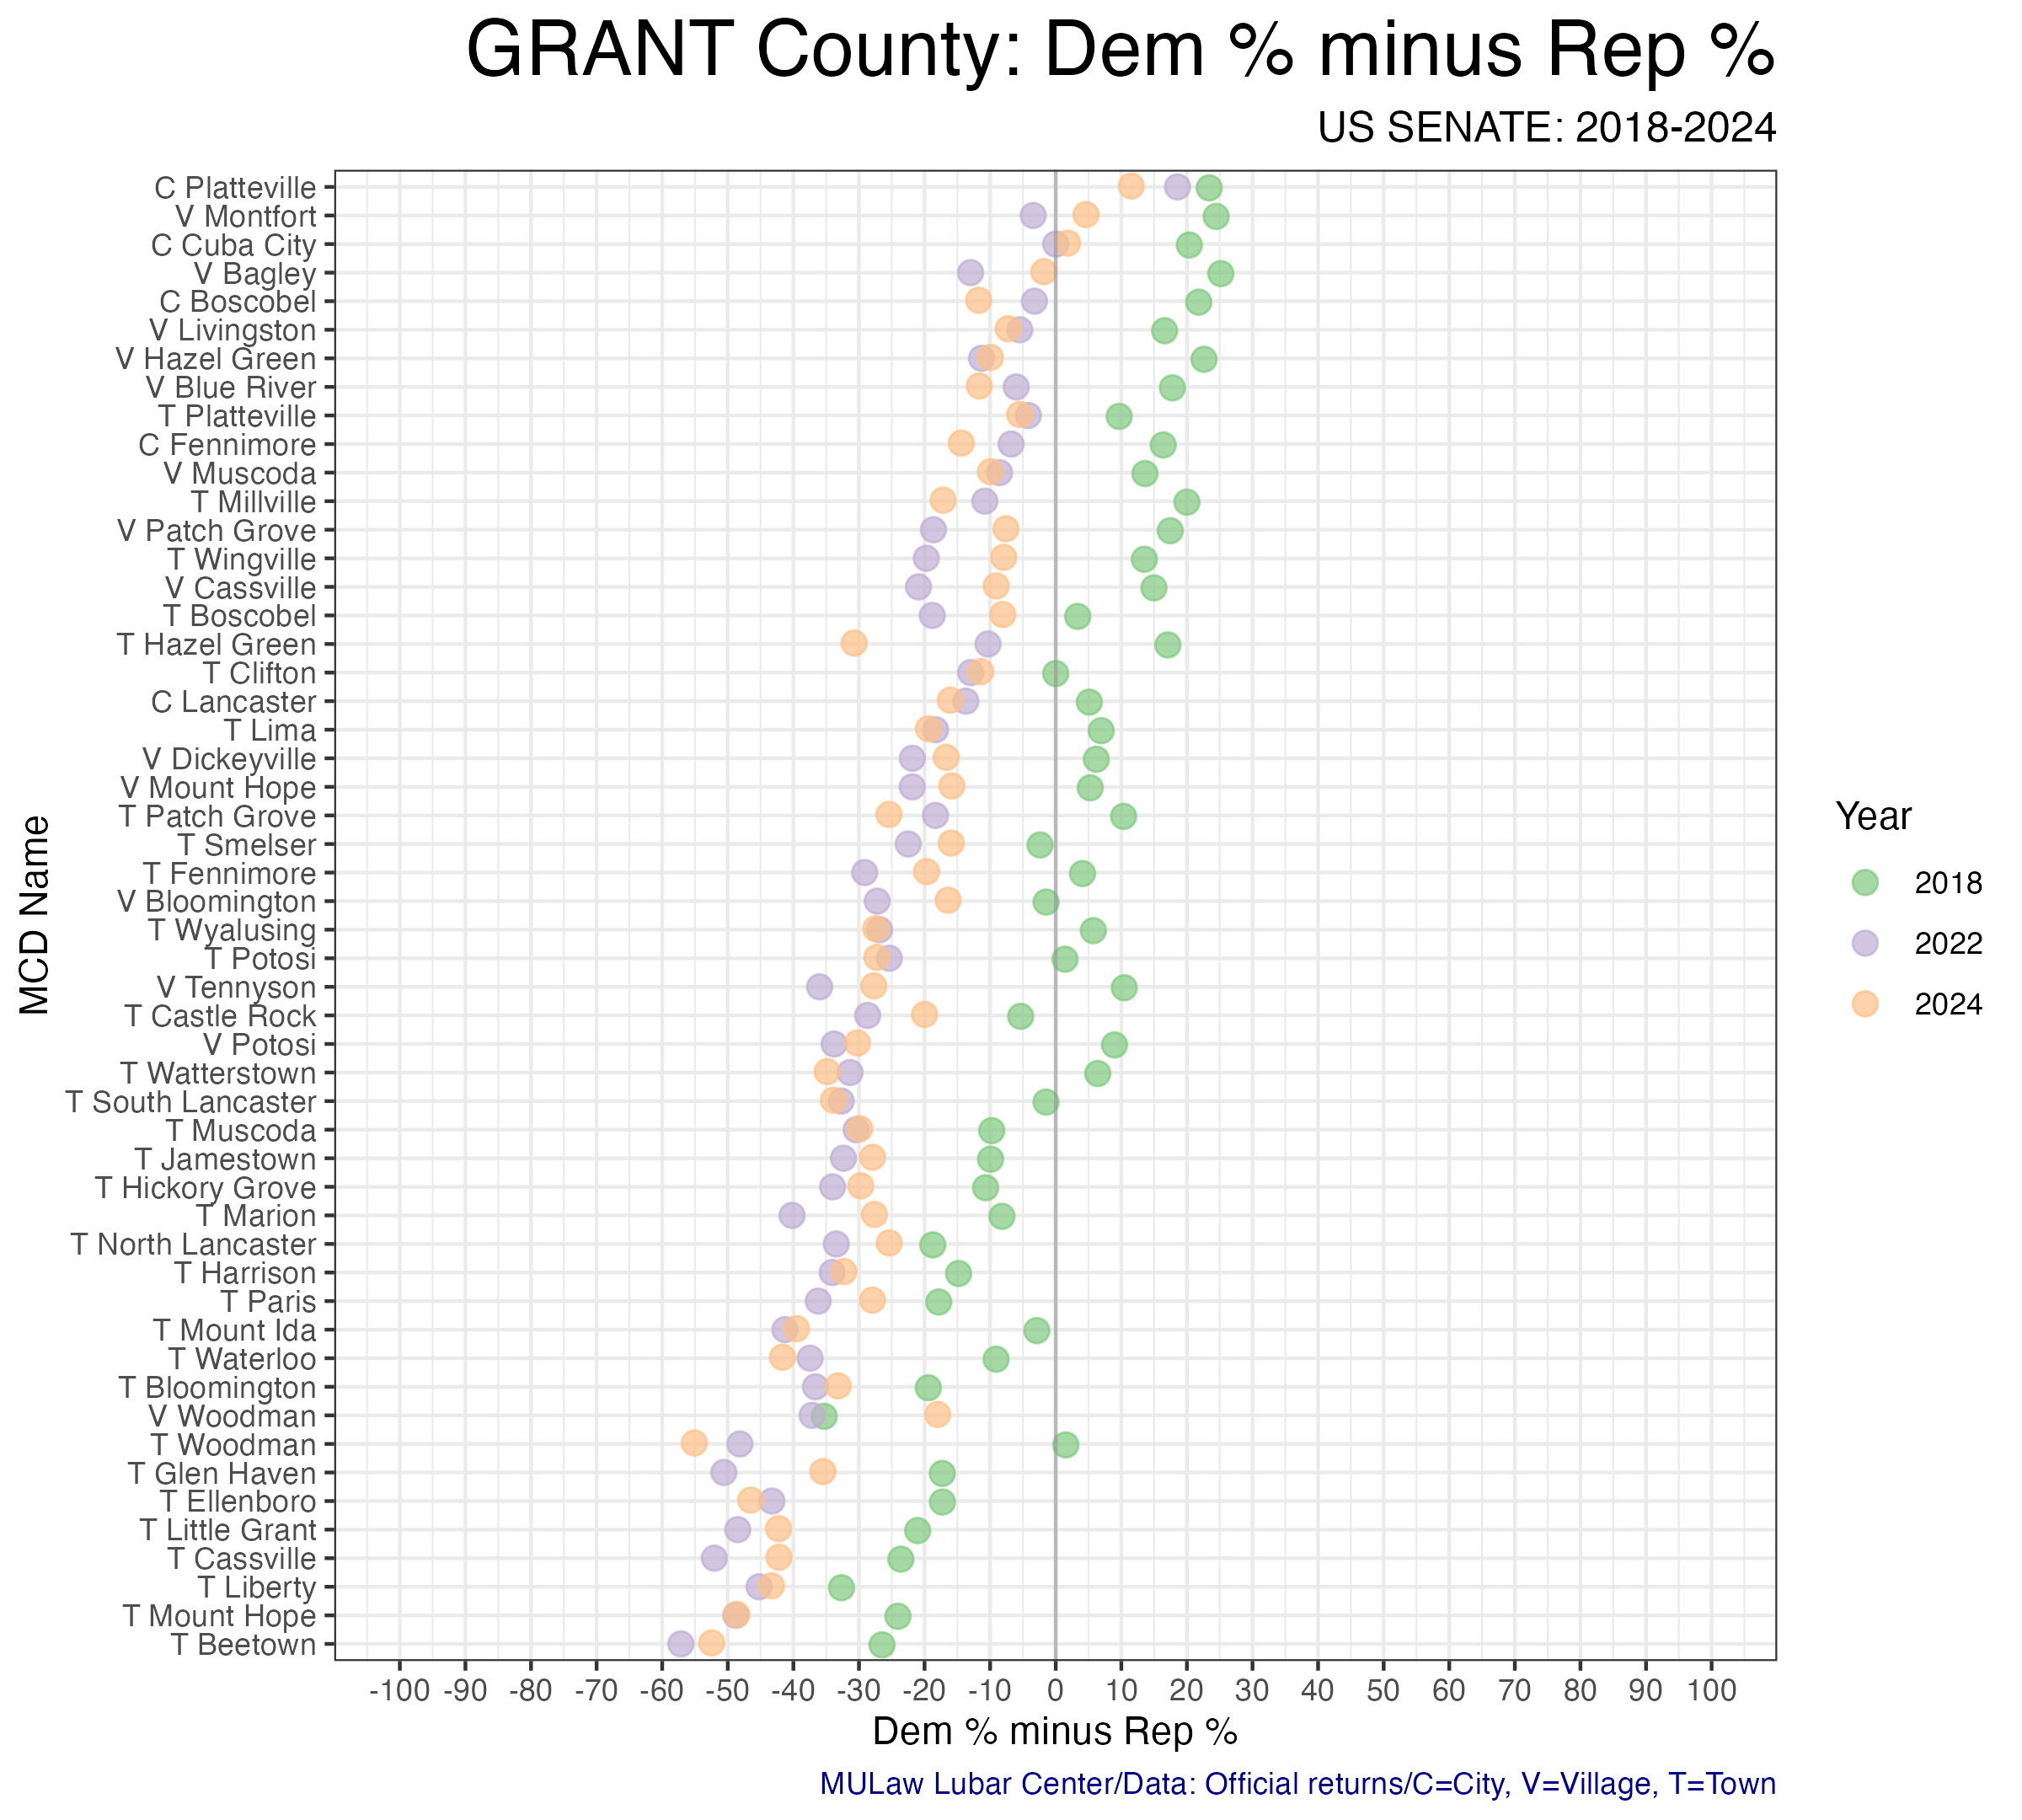 GRANT County: Dem % minus Rep %
US SENATE: 2018-2024
C Platteville
V Montfort
C Cuba City
V Bagley
C Boscobel
V Livingston
V Hazel Green
V Blue River
T Platteville
C Fennimore
V Muscoda
T Millville
V Patch Grove
T Wingville
V Cassville
T Boscobel
T Hazel Green
T Clifton
C Lancaster
T Lima
V Dickeyville
V Mount Hope
T Patch Grove
T Smelser
T Fennimore
V Bloomington
T Wyalusing
T Potosi
V Tennyson
T Castle Rock
V Potosi
T Watterstown
T South Lancaster
T Muscoda
T Jamestown
T Hickory Grove
T Marion
T North Lancaster
T Harrison
T Paris
T Mount Ida
T Waterloo
T Bloomington
V Woodman
T Woodman
T Glen Haven
T Ellenboro
T Little Grant
T Cassville
T Liberty
T Mount Hope
T Beetown
MCD Name
-100 -90 -80 -70 -60 -50 -40 -30 -20 -10 0 10 20 30 40 50 60 70 80 90 100
Dem % minus Rep %
Year
2018
2022
2024
MULaw Lubar Center/Data: Official returns/C=City, V=Village, T=Town